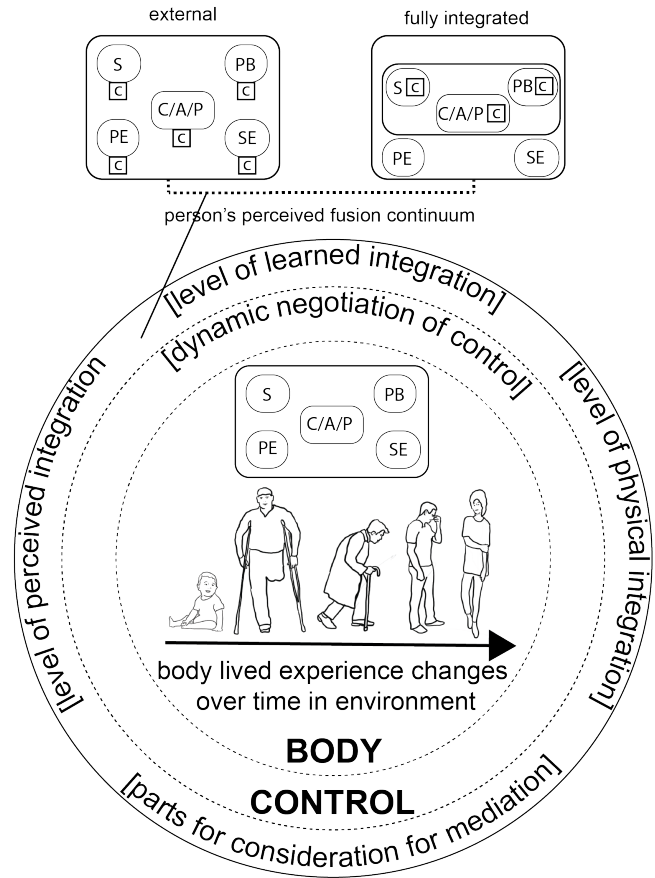 external
fully integrated
S
PB
C
C
C/A/P
C
PE
SE
C
C
S C
PB C
C/A/P C
PE
SE
person's perceived fusion continuum
[level of learned integration]
[dynamic negotiation of control]
[level of perceived integration
[level of physical integration]
S
PB
C/A/P
PE
SE
body lived experience changes
over time in environment
BODY
CONTROL
[parts for consideration for mediation]